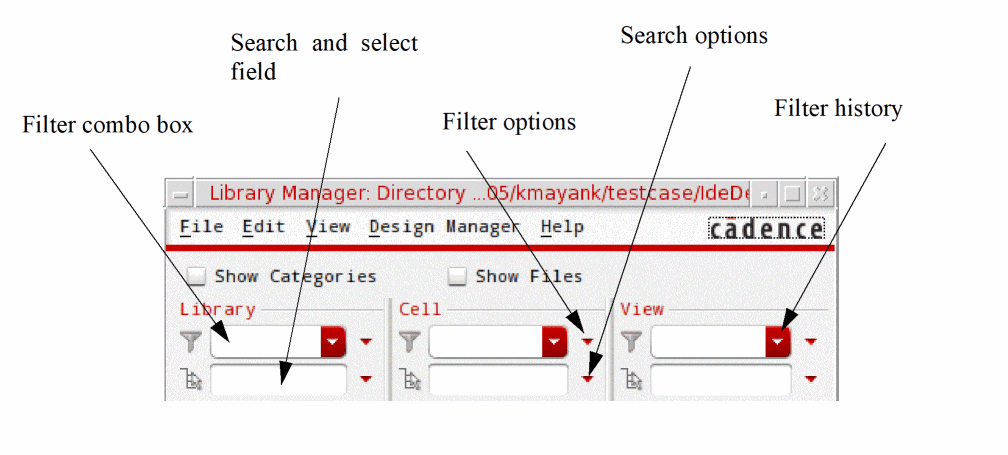 Search and select
field
Search options
Filter combo box
Filter options
Filter history
Library Manager: Directory ...05/kmayank/testcase/IdeDe
File Edit View Design Manager Help
cādence
Show Categories
Show Files
Library
Cell
View